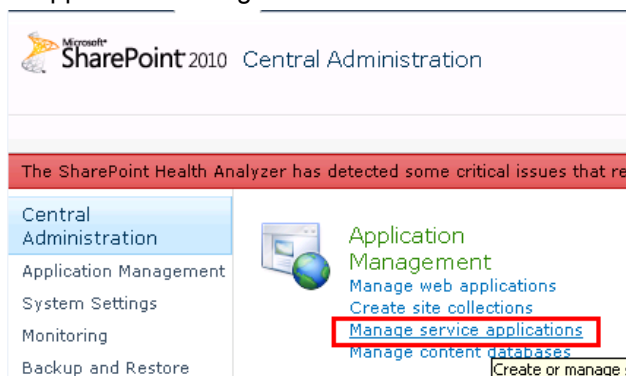 Microsoft®
SharePoint 2010 Central Administration
The SharePoint Health Analyzer has detected some critical issues that re
Central
Administration
Application Management
System Settings
Monitoring
Backup and Restore
Application
Management
Manage web applications
Create site collections
Manage service applications
Manage content databases
Create or manage s